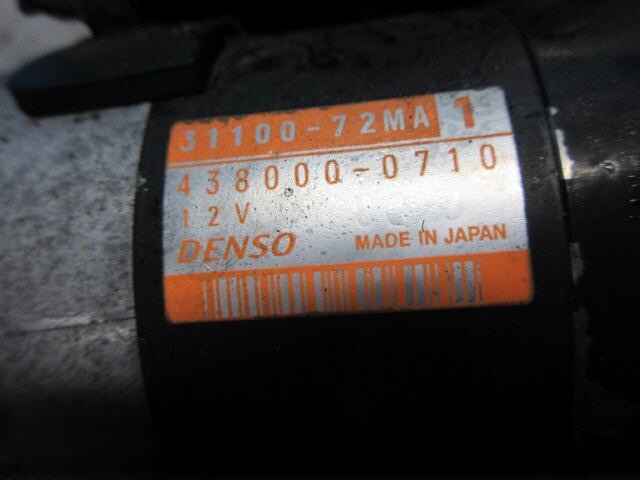 31100-72MA 1
438000-0710
12V
DENSO MADE IN JAPAN